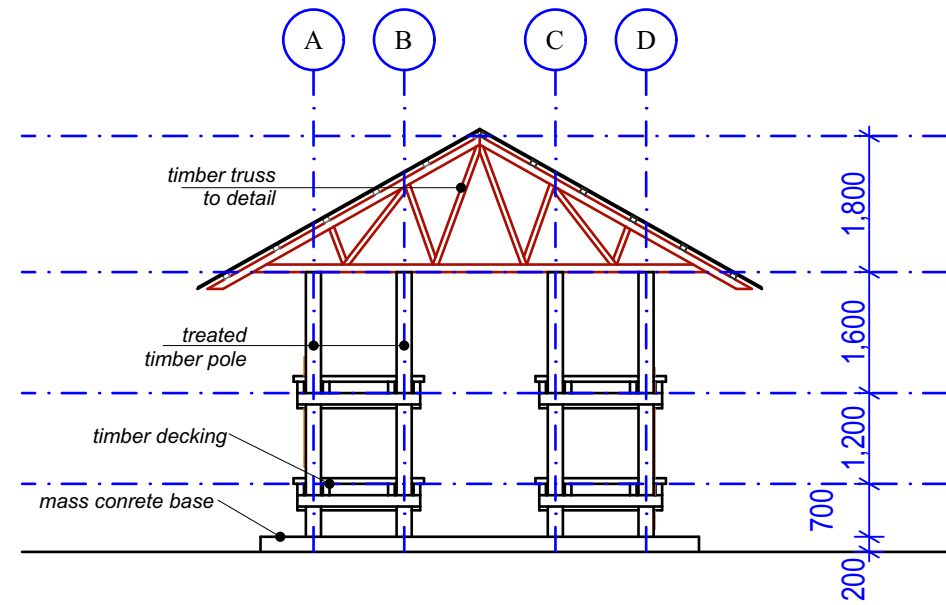 A B C D
timber truss
to detail
1,800
treated
timber pole
1,600
timber decking
1,200
mass conrete base
700
200